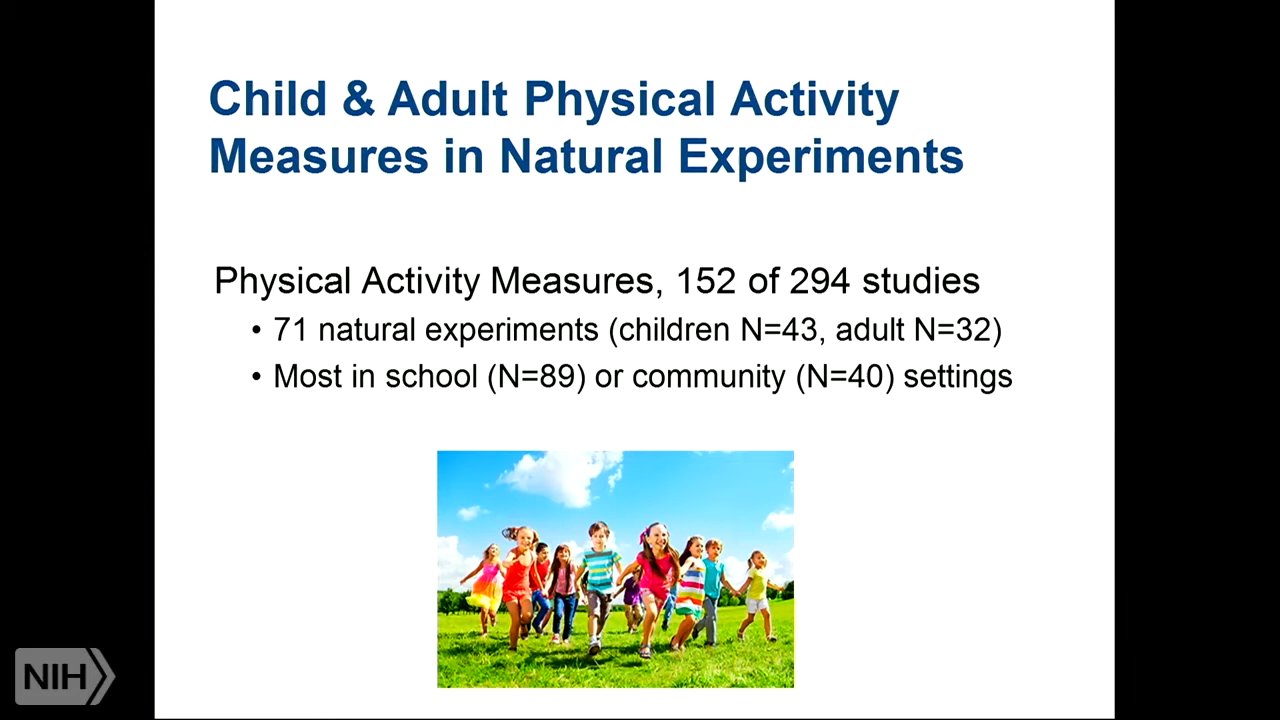 Child & Adult Physical Activity
Measures in Natural Experiments
Physical Activity Measures, 152 of 294 studies
• 71 natural experiments (children N=43, adult N=32)
• Most in school (N=89) or community (N=40) settings
NIH